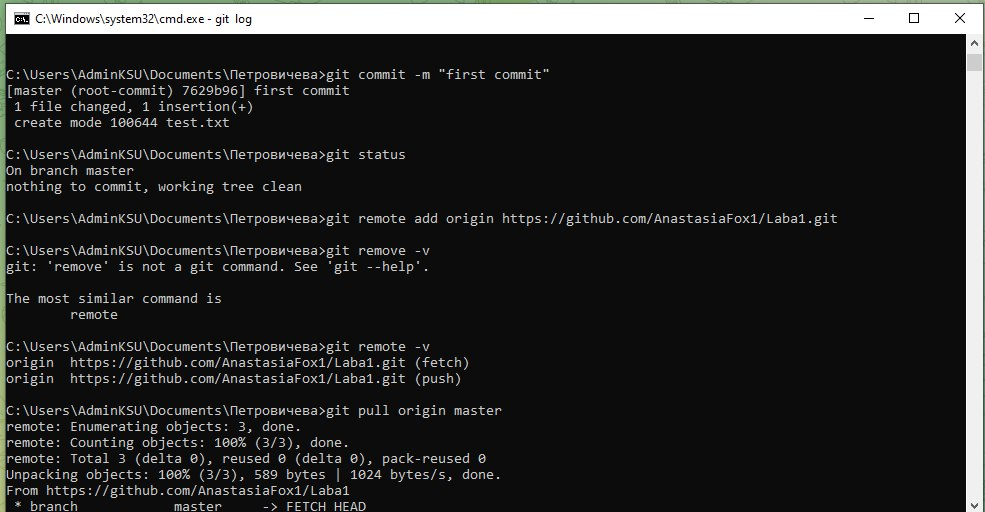 C:\Windows\system32\cmd.exe - git  log
C:\Users\AdminKSU\Documents\Петровичева>git commit -m "first commit"
[master (root-commit) 7629b96] first commit
 1 file changed, 1 insertion(+)
 create mode 100644 test.txt
C:\Users\AdminKSU\Documents\Петровичева>git status
On branch master
nothing to commit, working tree clean
C:\Users\AdminKSU\Documents\Петровичева>git remote add origin https://github.com/AnastasiaFox1/Laba1.git
C:\Users\AdminKSU\Documents\Петровичева>git remove -v
git: 'remove' is not a git command. See 'git --help'.
The most similar command is
        remote
C:\Users\AdminKSU\Documents\Петровичева>git remote -v
origin  https://github.com/AnastasiaFox1/Laba1.git (fetch)
origin  https://github.com/AnastasiaFox1/Laba1.git (push)
C:\Users\AdminKSU\Documents\Петровичева>git pull origin master
remote: Enumerating objects: 3, done.
remote: Counting objects: 100% (3/3), done.
remote: Total 3 (delta 0), reused 0 (delta 0), pack-reused 0
Unpacking objects: 100% (3/3), 589 bytes | 1024 bytes/s, done.
From https://github.com/AnastasiaFox1/Laba1
 * branch            master     -> FETCH_HEAD